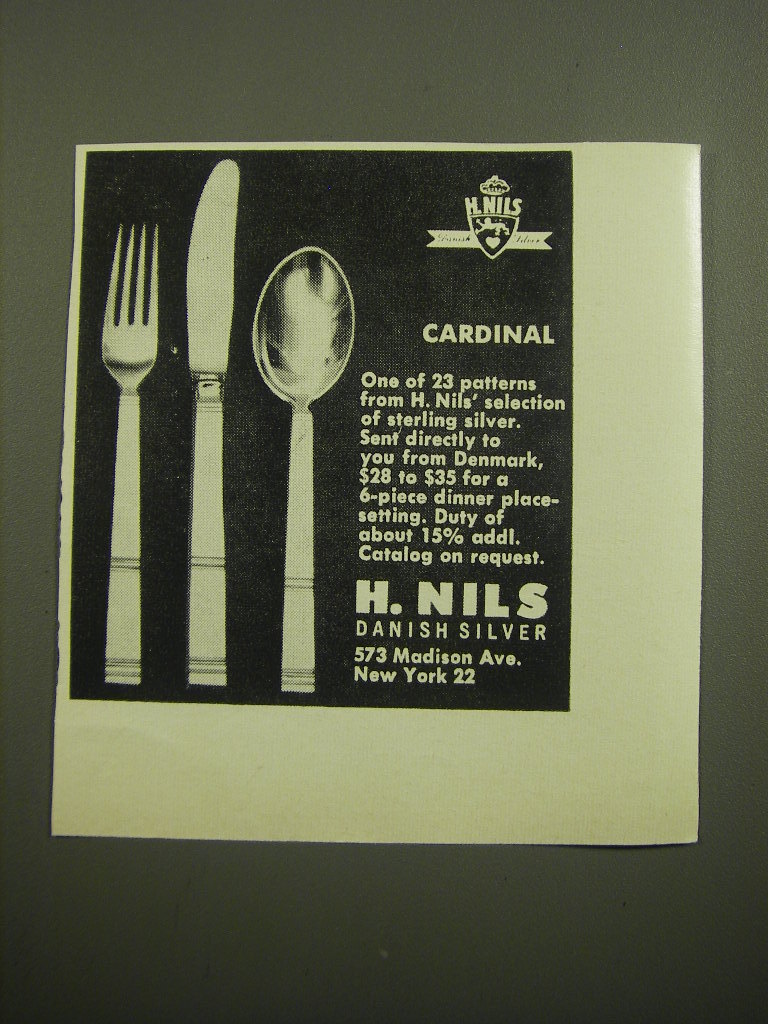 H. NILS
Danish Silver
CARDINAL
One of 23 patterns
from H. Nils' selection
of sterling silver.
Sent directly to
you from Denmark,
$28 to $35 for a
6-piece dinner place-
setting. Duty of
about 15% addl.
Catalog on request.
H. NILS
DANISH SILVER
573 Madison Ave.
New York 22